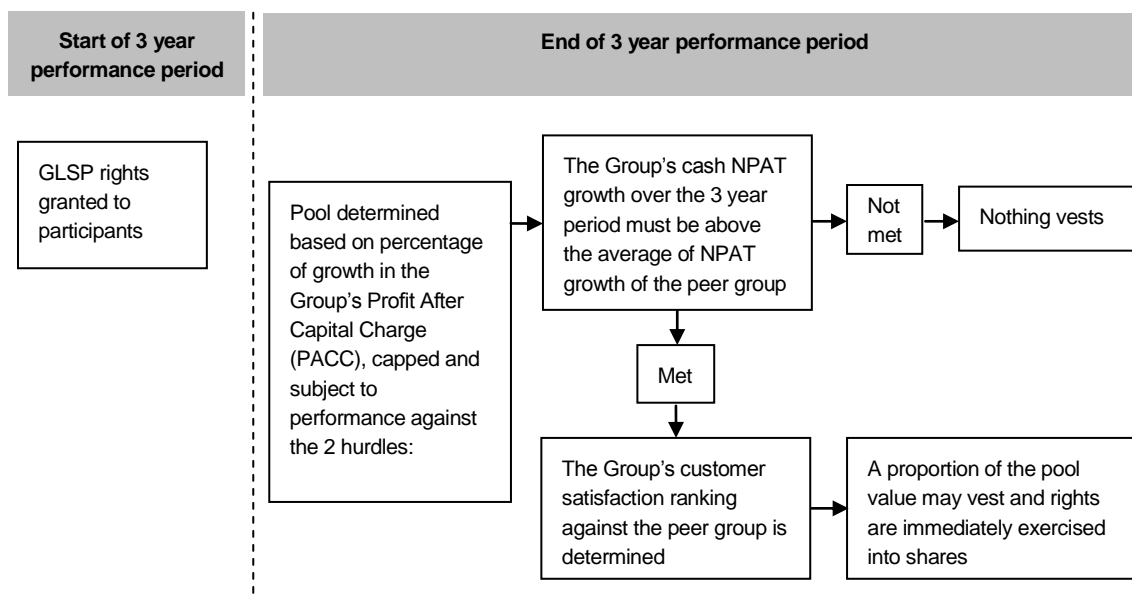 Start of 3 year
performance period
End of 3 year performance period
GLSP rights
granted to
participants
Pool determined
based on percentage
of growth in the
Group’s Profit After
Capital Charge
(PACC), capped and
subject to
performance against
the 2 hurdles:
The Group’s cash NPAT
growth over the 3 year
period must be above
the average of NPAT
growth of the peer group
Not
met
Nothing vests
Met
The Group’s customer
satisfaction ranking
against the peer group is
determined
A proportion of the pool
value may vest and rights
are immediately exercised
into shares